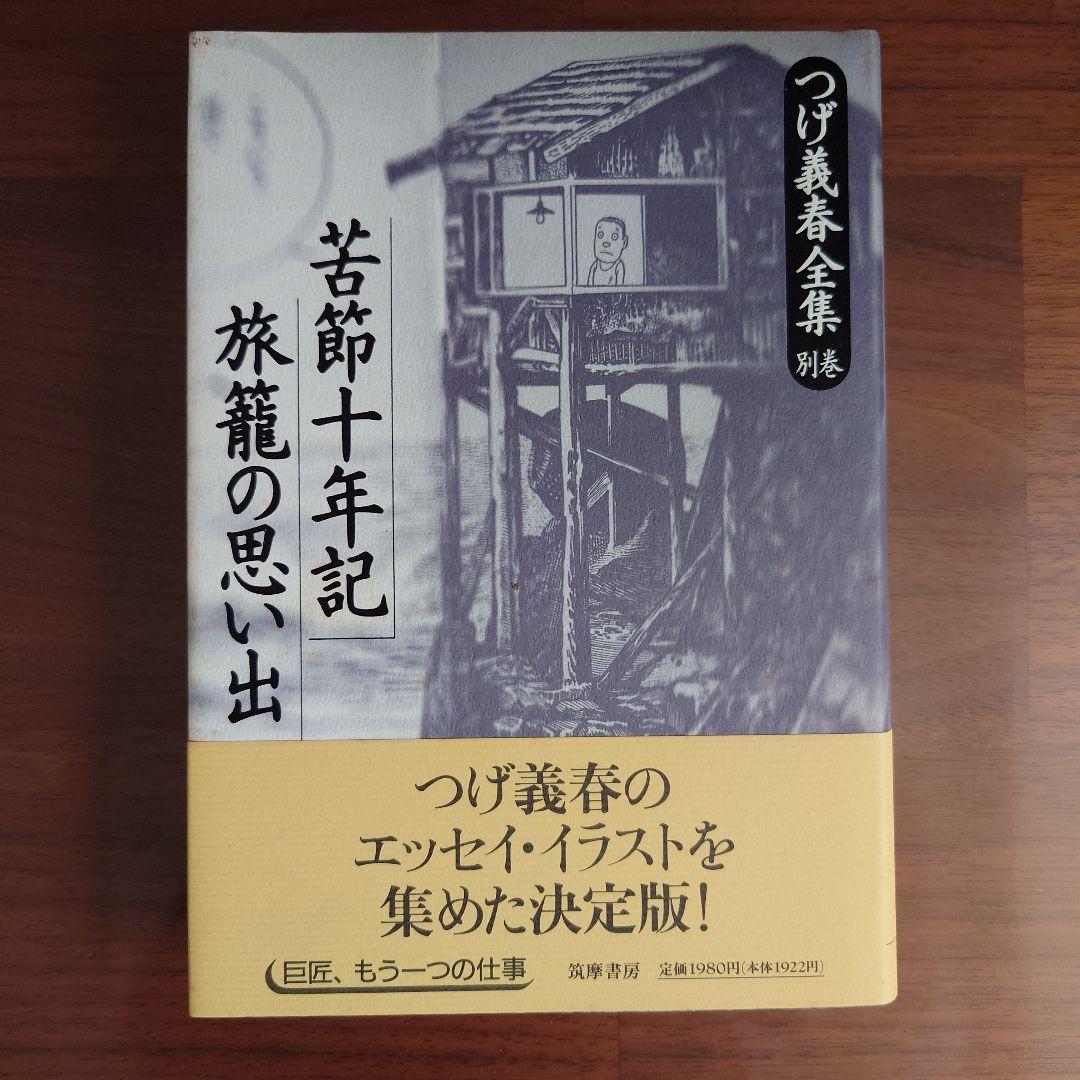 つげ義春全集 別巻
苦節十年記
旅籠の思い出
つげ義春の
エッセイ・イラストを
集めた決定版!
巨匠、もう一つの仕事
筑摩書房 定価1980円(本体1922円)